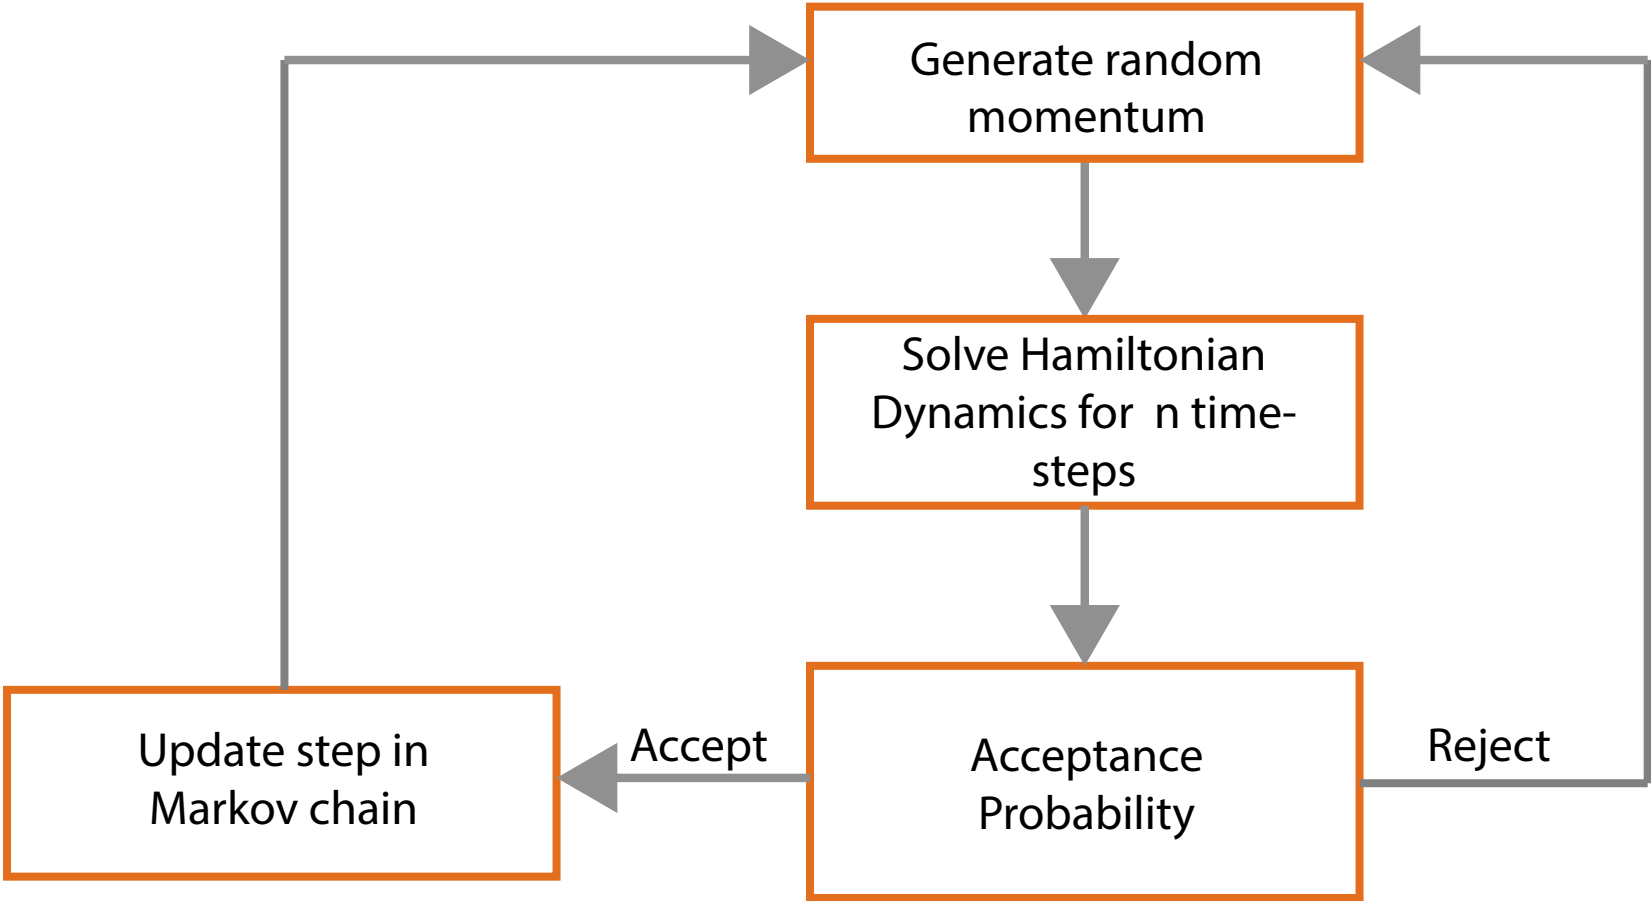 Generate random
momentum
Solve Hamiltonian
Dynamics for n time-
steps
Accept
Reject
Update step in
Markov chain
Acceptance
Probability